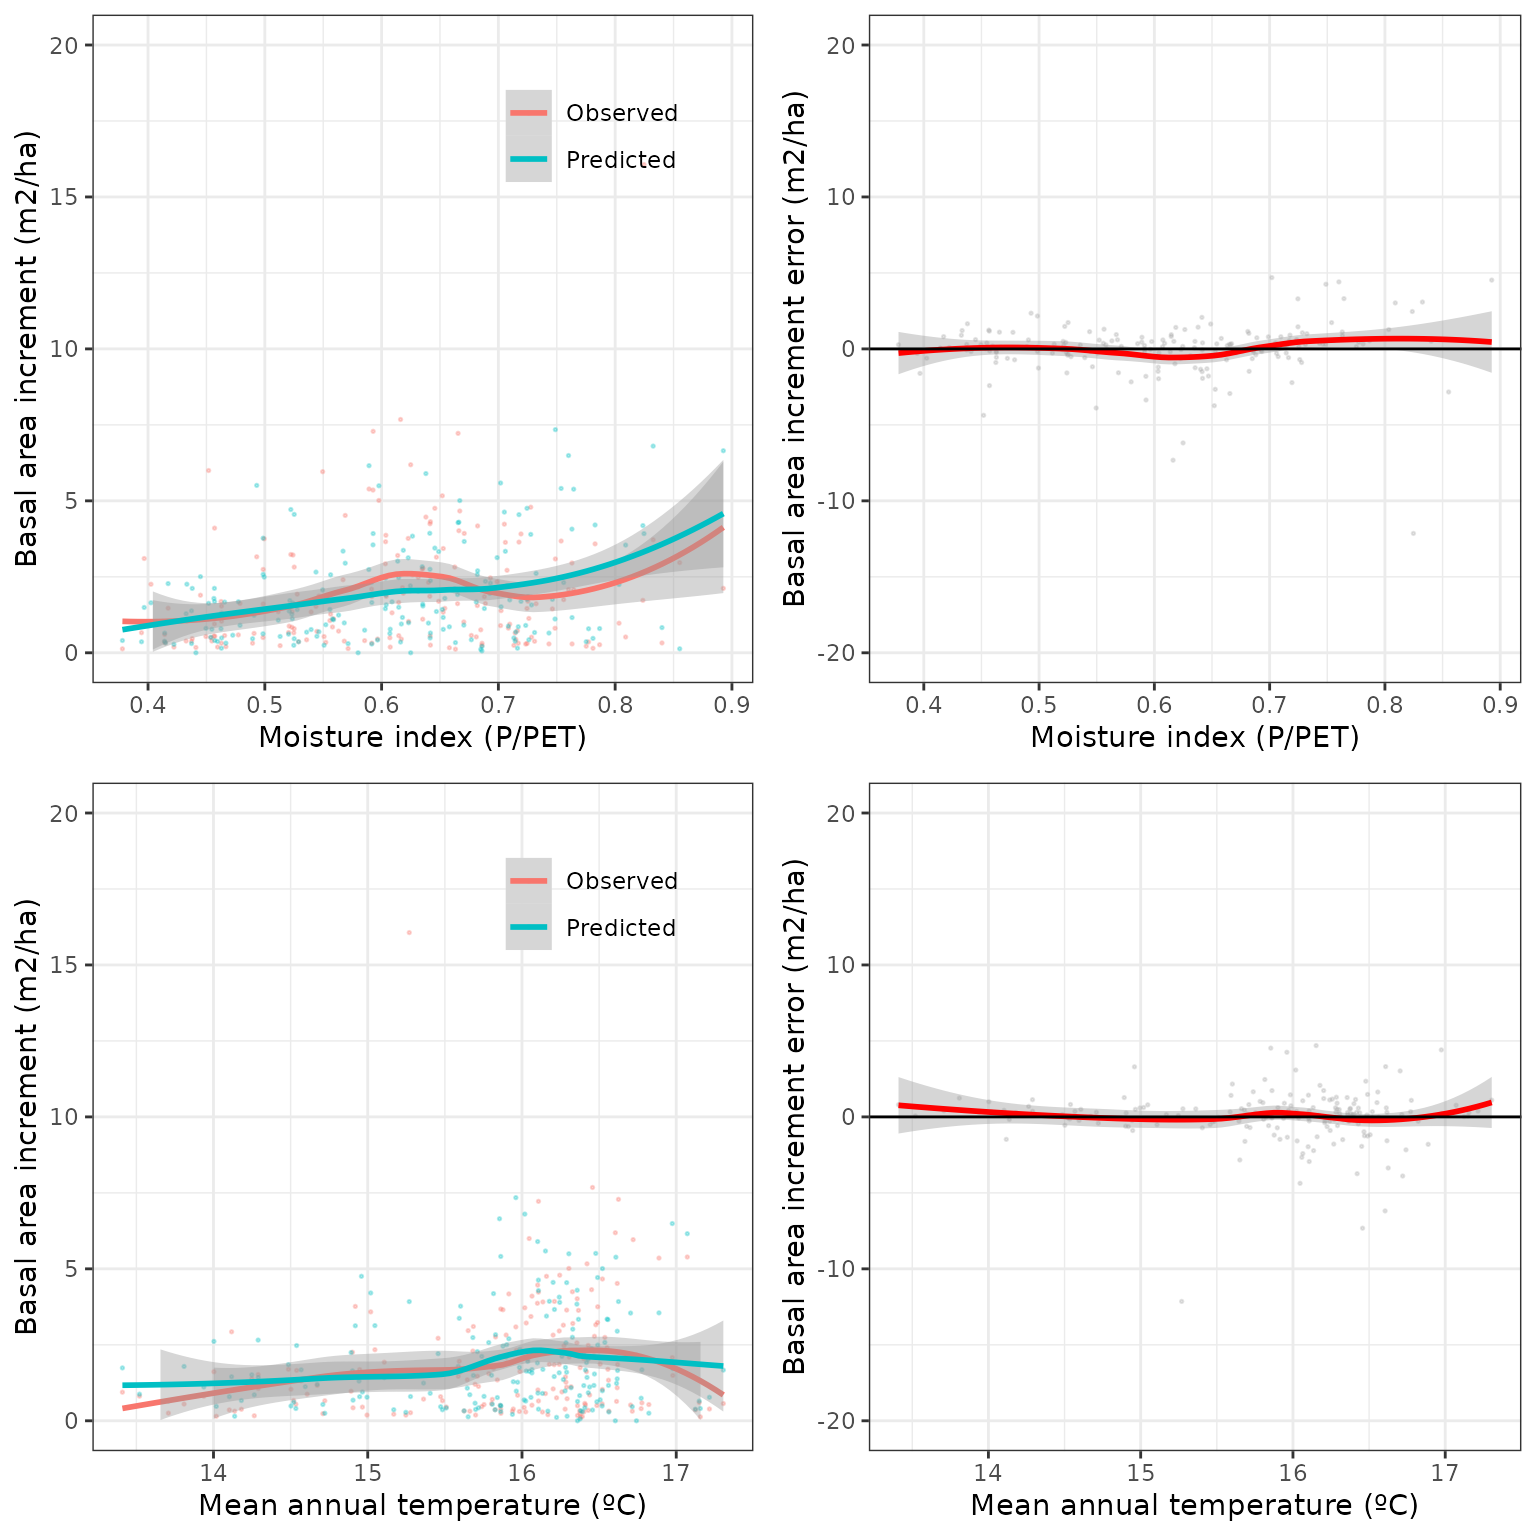 20
15
10
5
0
Basal area increment (m2/ha)
Observed
Predicted
0.4 0.5 0.6 0.7 0.8 0.9
Moisture index (P/PET)
20
10
0
-10
-20
Basal area increment error (m2/ha)
0.4 0.5 0.6 0.7 0.8 0.9
Moisture index (P/PET)
20
15
10
5
0
Basal area increment (m2/ha)
Observed
Predicted
14 15 16 17
Mean annual temperature (ºC)
20
10
0
-10
-20
Basal area increment error (m2/ha)
14 15 16 17
Mean annual temperature (ºC)